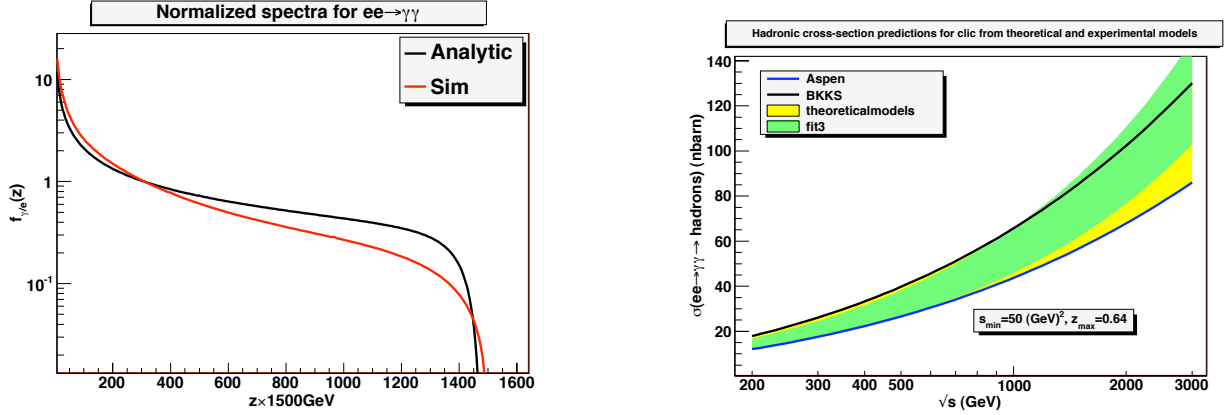 Normalized spectra for ee→γγ
Analytic
Sim
10
1
10⁻¹
f_γ/e(z)
200 400 600 800 1000 1200 1400 1600
z×1500GeV
Hadronic cross-section predictions for clic from theoretical and experimental models
140
120
100
80
60
40
20
σ(ee→γγ→ hadrons) (nbarn)
Aspen
BKKS
theoreticalmodels
fit3
s_min=50 (GeV)², z_max=0.64
200 300 400 500 1000 2000 3000
√s (GeV)